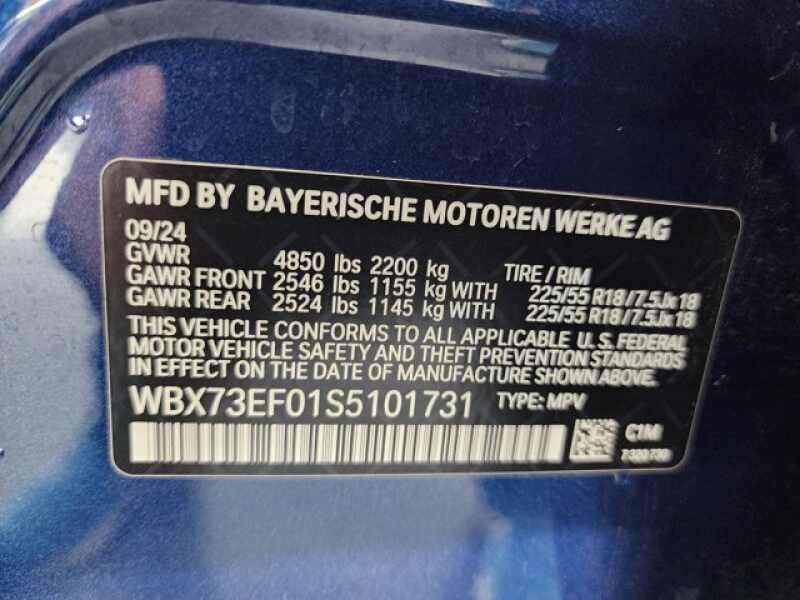 MFD BY BAYERISCHE MOTOREN WERKE AG
09/24
GVWR 4850 lbs 2200 kg TIRE / RIM
GAWR FRONT 2546 lbs 1155 kg WITH 225/55 R18 / 7.5Jx18
GAWR REAR 2524 lbs 1145 kg WITH 225/55 R18 / 7.5Jx18
THIS VEHICLE CONFORMS TO ALL APPLICABLE U.S. FEDERAL
MOTOR VEHICLE SAFETY AND THEFT PREVENTION STANDARDS
IN EFFECT ON THE DATE OF MANUFACTURE SHOWN ABOVE.
WBX73EF01S5101731 TYPE: MPV
C1M